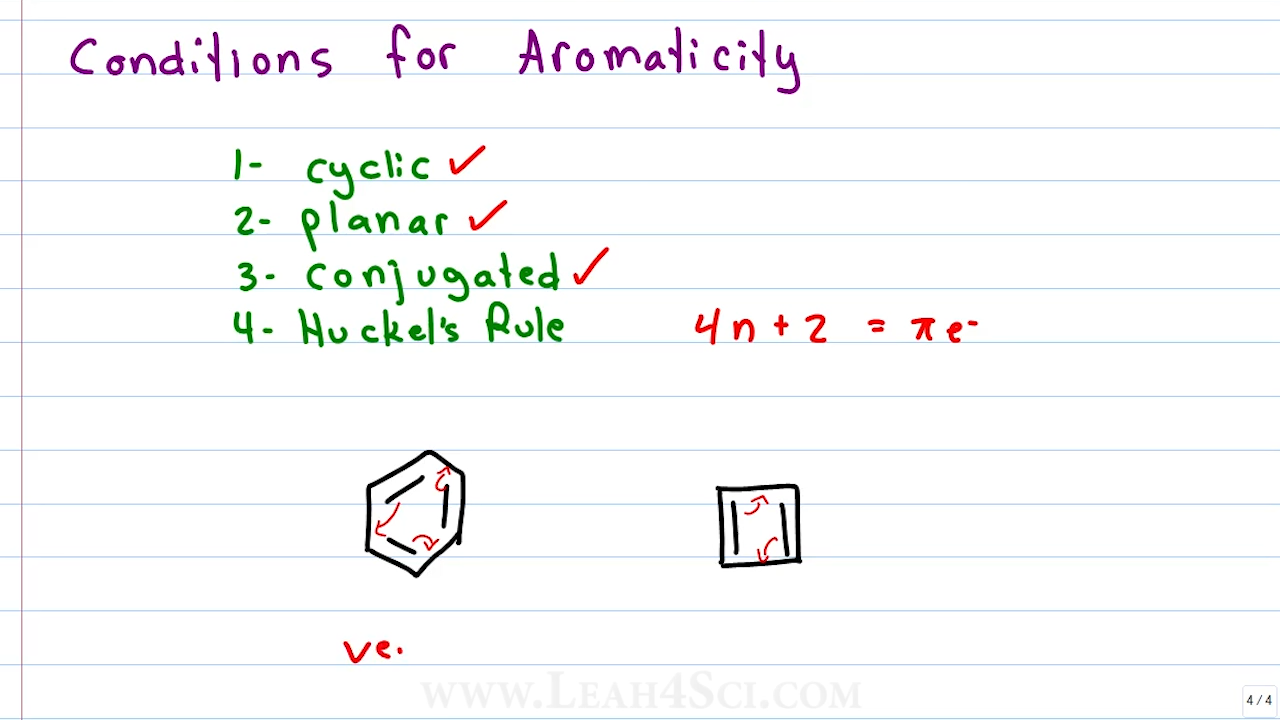 Conditions for Aromaticity
1- cyclic ✓
2- planar ✓
3- conjugated ✓
4- Huckel's Rule 4n + 2 = π e⁻
ve.
www.Leah4Sci.com
4 / 4